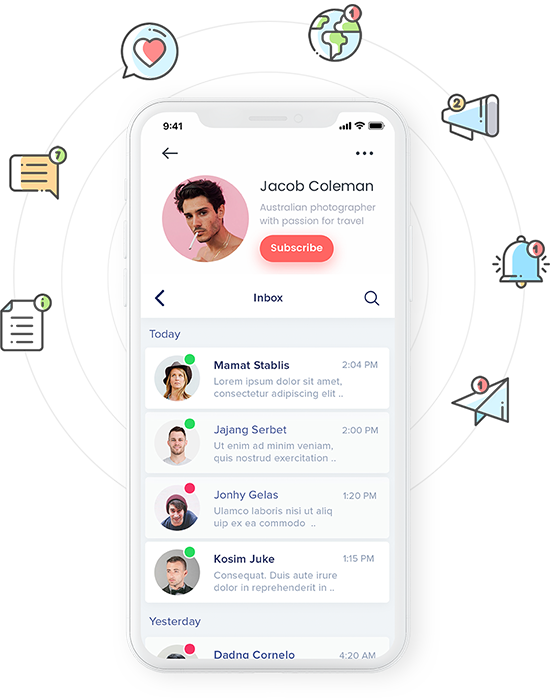 1
2
7
9:41
Jacob Coleman
Australian photographer
with passion for travel
Subscribe
1
Inbox
i
Today
Mamat Stablis 2:04 PM
Lorem ipsum dolor sit amet,
consectetur adipiscing elit ..
1
Jajang Serbet 2:00 PM
Ut enim ad minim veniam,
quis nostrud exercitation ..
Jonhy Gelas 1:20 PM
Ulamco laboris nisi ut aliq
uip ex ea commodo ..
Kosim Juke 1:15 PM
Consequat. Duis aute irure
dolor in reprehenderit in ..
Yesterday
Dadng Cornelo 4:20 AM